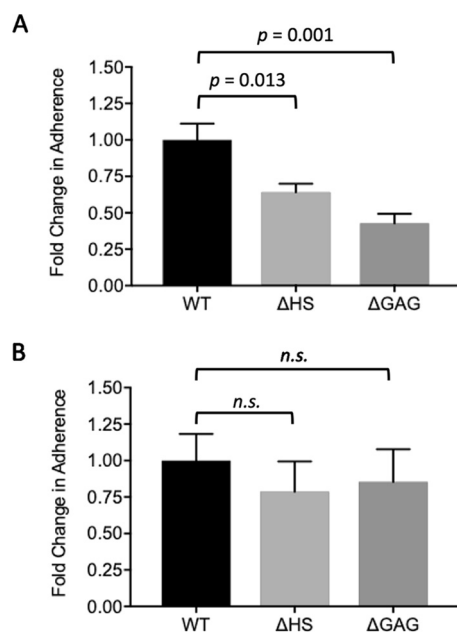 A
p = 0.001
p = 0.013
Fold Change in Adherence
1.50
1.25
1.00
0.75
0.50
0.25
0.00
WT ΔHS ΔGAG
B
n.s.
n.s.
Fold Change in Adherence
1.50
1.25
1.00
0.75
0.50
0.25
0.00
WT ΔHS ΔGAG